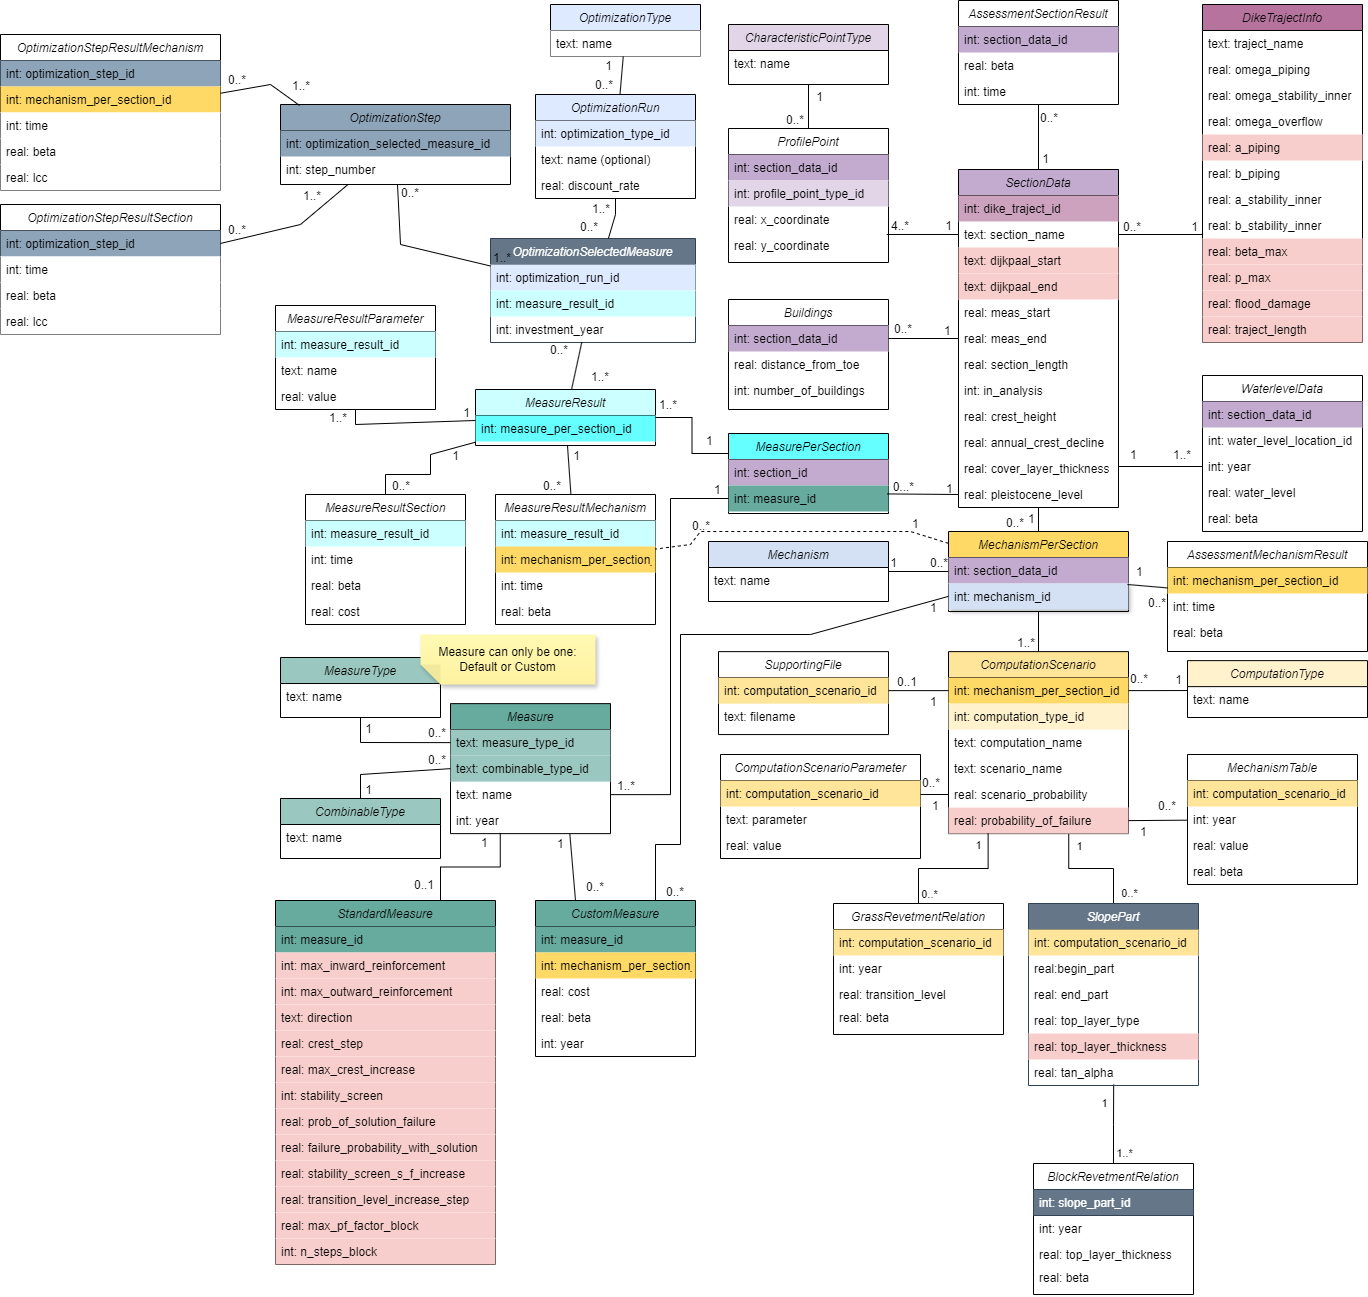 OptimizationStepResultMechanism
int: optimization_step_id
int: mechanism_per_section_id
int: time
real: beta
real: lcc
0..*
1..*
OptimizationStepResultSection
int: optimization_step_id
int: time
real: beta
real: lcc
0..*
1..*
OptimizationStep
int: optimization_selected_measure_id
int: step_number
0..*
1..*
OptimizationType
text: name
1
0..*
OptimizationRun
int: optimization_type_id
text: name (optional)
real: discount_rate
1..*
0..*
OptimizationSelectedMeasure
int: optimization_run_id
int: measure_result_id
int: investment_year
0..*
1..*
MeasureResultParameter
int: measure_result_id
text: name
real: value
1..*
1
MeasureResult
int: measure_per_section_id
1..*
1
1
1
0..*
0..*
MeasureResultSection
int: measure_result_id
int: time
real: beta
real: cost
MeasureResultMechanism
int: measure_result_id
int: mechanism_per_section_
int: time
real: beta
0..*
1
CharacteristicPointType
text: name
1
0..*
ProfilePoint
int: section_data_id
int: profile_point_type_id
real: x_coordinate
real: y_coordinate
4..*
1
Buildings
int: section_data_id
real: distance_from_toe
int: number_of_buildings
0..*
1
MeasurePerSection
int: section_id
int: measure_id
0...*
1
1
AssessmentSectionResult
int: section_data_id
real: beta
int: time
0..*
1
SectionData
int: dike_traject_id
text: section_name
text: dijkpaal_start
text: dijkpaal_end
real: meas_start
real: meas_end
real: section_length
int: in_analysis
real: crest_height
real: annual_crest_decline
real: cover_layer_thickness
real: pleistocene_level
0..*
1
1
1..*
0..*
1
DikeTrajectInfo
text: traject_name
real: omega_piping
real: omega_stability_inner
real: omega_overflow
real: a_piping
real: b_piping
real: a_stability_inner
real: b_stability_inner
real: beta_max
real: p_max
real: flood_damage
real: traject_length
WaterlevelData
int: section_data_id
int: water_level_location_id
int: year
real: water_level
real: beta
Mechanism
text: name
1
0..*
MechanismPerSection
int: section_data_id
int: mechanism_id
1
1
0..*
1..*
AssessmentMechanismResult
int: mechanism_per_section_id
int: time
real: beta
SupportingFile
int: computation_scenario_id
text: filename
0..1
1
ComputationScenario
int: mechanism_per_section_id
int: computation_type_id
text: computation_name
text: scenario_name
real: scenario_probability
real: probability_of_failure
0..*
1
ComputationType
text: name
ComputationScenarioParameter
int: computation_scenario_id
text: parameter
real: value
0..*
1
MechanismTable
int: computation_scenario_id
int: year
real: value
real: beta
0..*
1
1
1
0..*
0..*
GrassRevetmentRelation
int: computation_scenario_id
int: year
real: transition_level
real: beta
SlopePart
int: computation_scenario_id
real:begin_part
real: end_part
real: top_layer_type
real: top_layer_thickness
real: tan_alpha
1
1..*
BlockRevetmentRelation
int: slope_part_id
int: year
real: top_layer_thickness
real: beta
Measure can only be one:
Default or Custom
MeasureType
text: name
1
0..*
0..*
1
CombinableType
text: name
Measure
text: measure_type_id
text: combinable_type_id
text: name
int: year
1..*
1
1
0..1
0..*
0..*
StandardMeasure
int: measure_id
int: max_inward_reinforcement
int: max_outward_reinforcement
text: direction
real: crest_step
real: max_crest_increase
int: stability_screen
real: prob_of_solution_failure
real: failure_probability_with_solution
real: stability_screen_s_f_increase
real: transition_level_increase_step
real: max_pf_factor_block
int: n_steps_block
CustomMeasure
int: measure_id
int: mechanism_per_section_
real: cost
real: beta
int: year